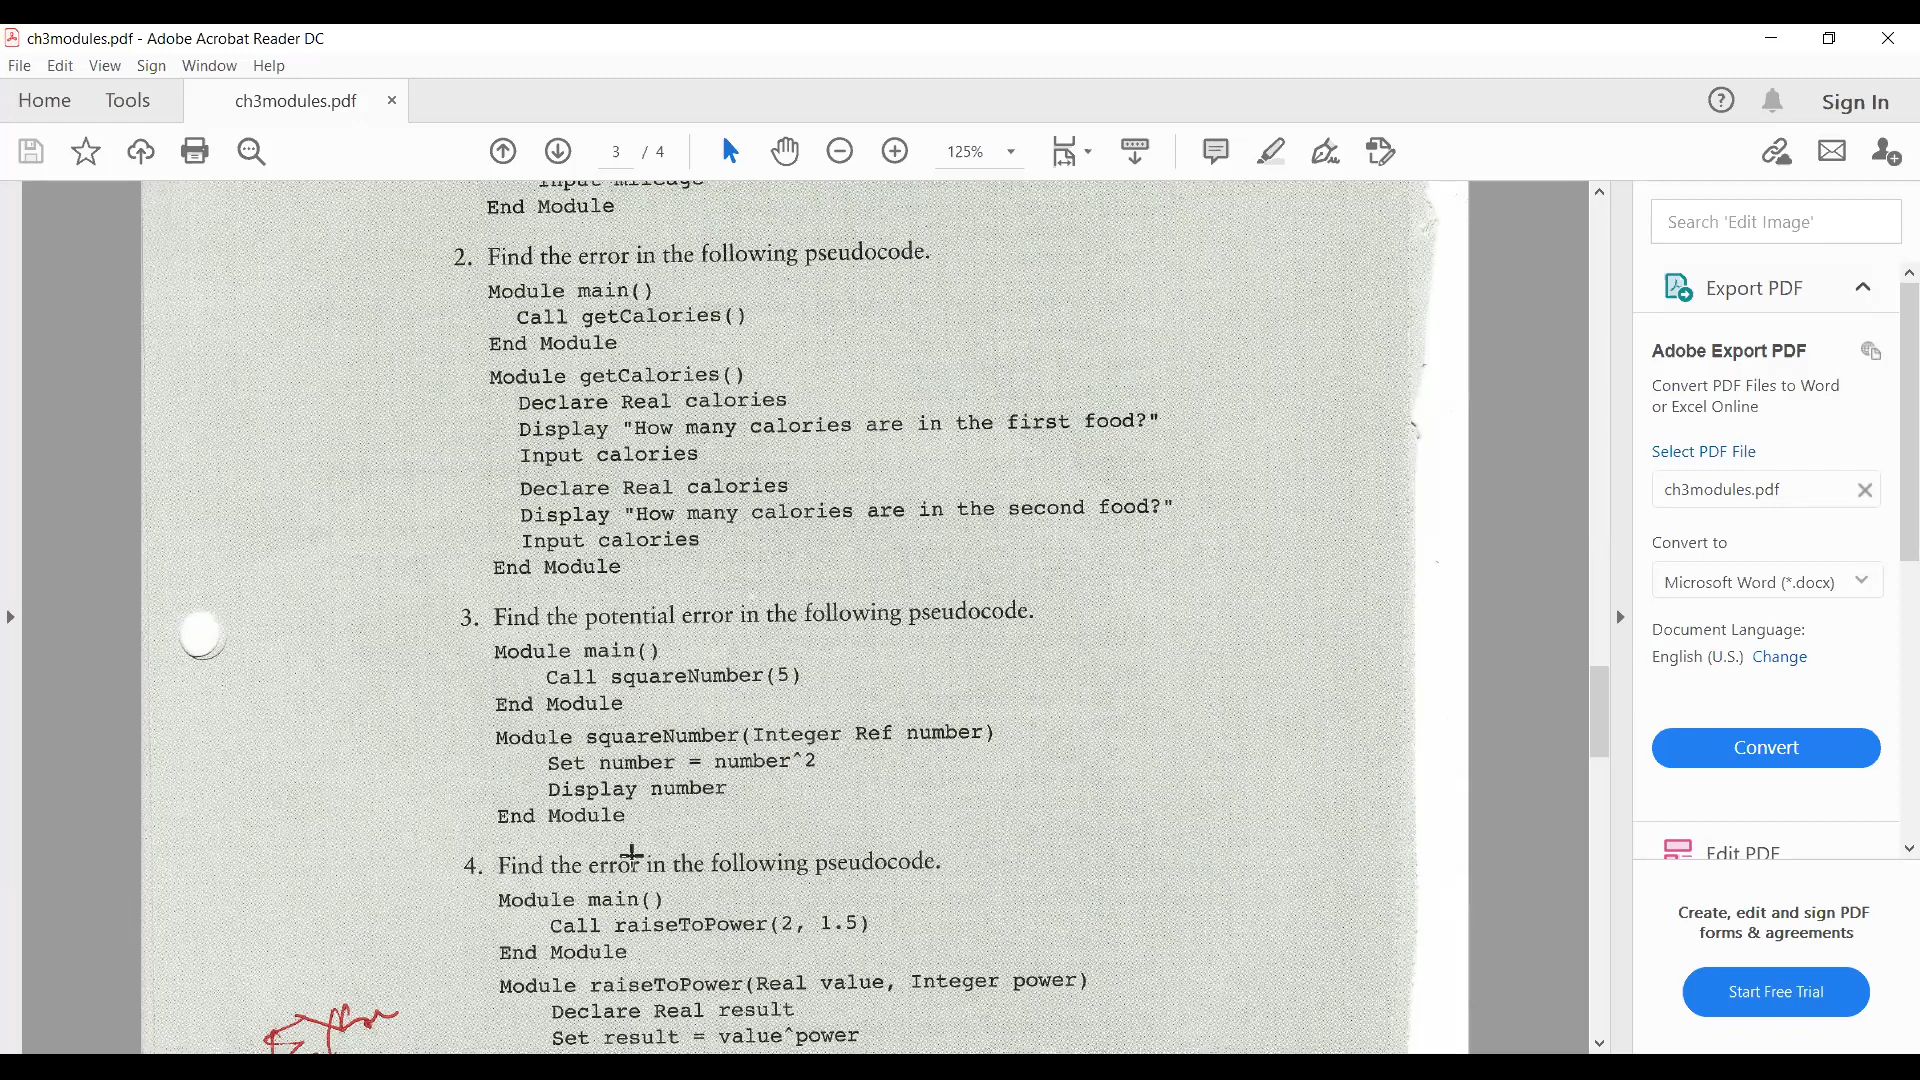 ch3modules.pdf - Adobe Acrobat Reader DC
File Edit View Sign Window Help
Home Tools ch3modules.pdf Sign In
3 / 4 125%
Input mileage
End Module
2. Find the error in the following pseudocode.
Module main()
Call getCalories()
End Module
Module getCalories()
Declare Real calories
Display "How many calories are in the first food?"
Input calories
Declare Real calories
Display "How many calories are in the second food?"
Input calories
End Module
3. Find the potential error in the following pseudocode.
Module main()
Call squareNumber(5)
End Module
Module squareNumber(Integer Ref number)
Set number = number^2
Display number
End Module
4. Find the error in the following pseudocode.
Module main()
Call raiseToPower(2, 1.5)
End Module
Module raiseToPower(Real value, Integer power)
Declare Real result
Set result = value^power
Search 'Edit Image'
Export PDF
Adobe Export PDF
Convert PDF Files to Word
or Excel Online
Select PDF File
ch3modules.pdf
Convert to
Microsoft Word (*.docx)
Document Language:
English (U.S.) Change
Convert
Edit PDF
Create, edit and sign PDF
forms & agreements
Start Free Trial